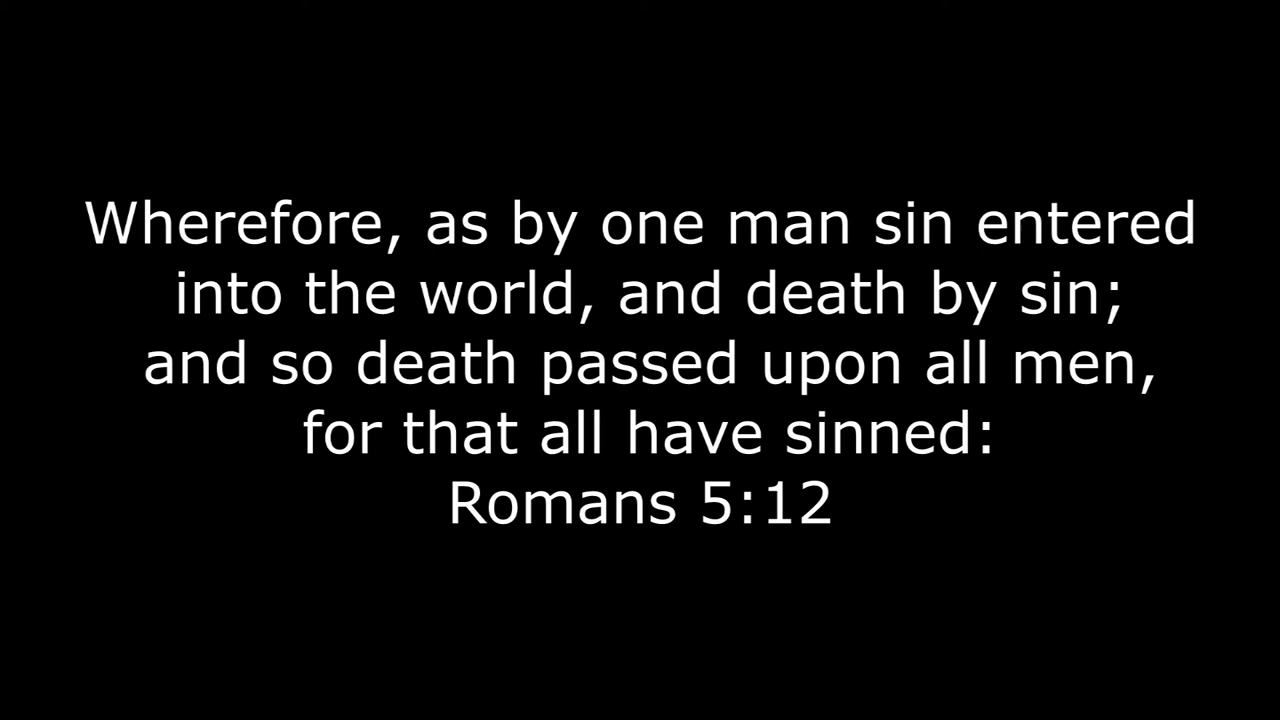 Wherefore, as by one man sin entered
into the world, and death by sin;
and so death passed upon all men,
for that all have sinned:
Romans 5:12